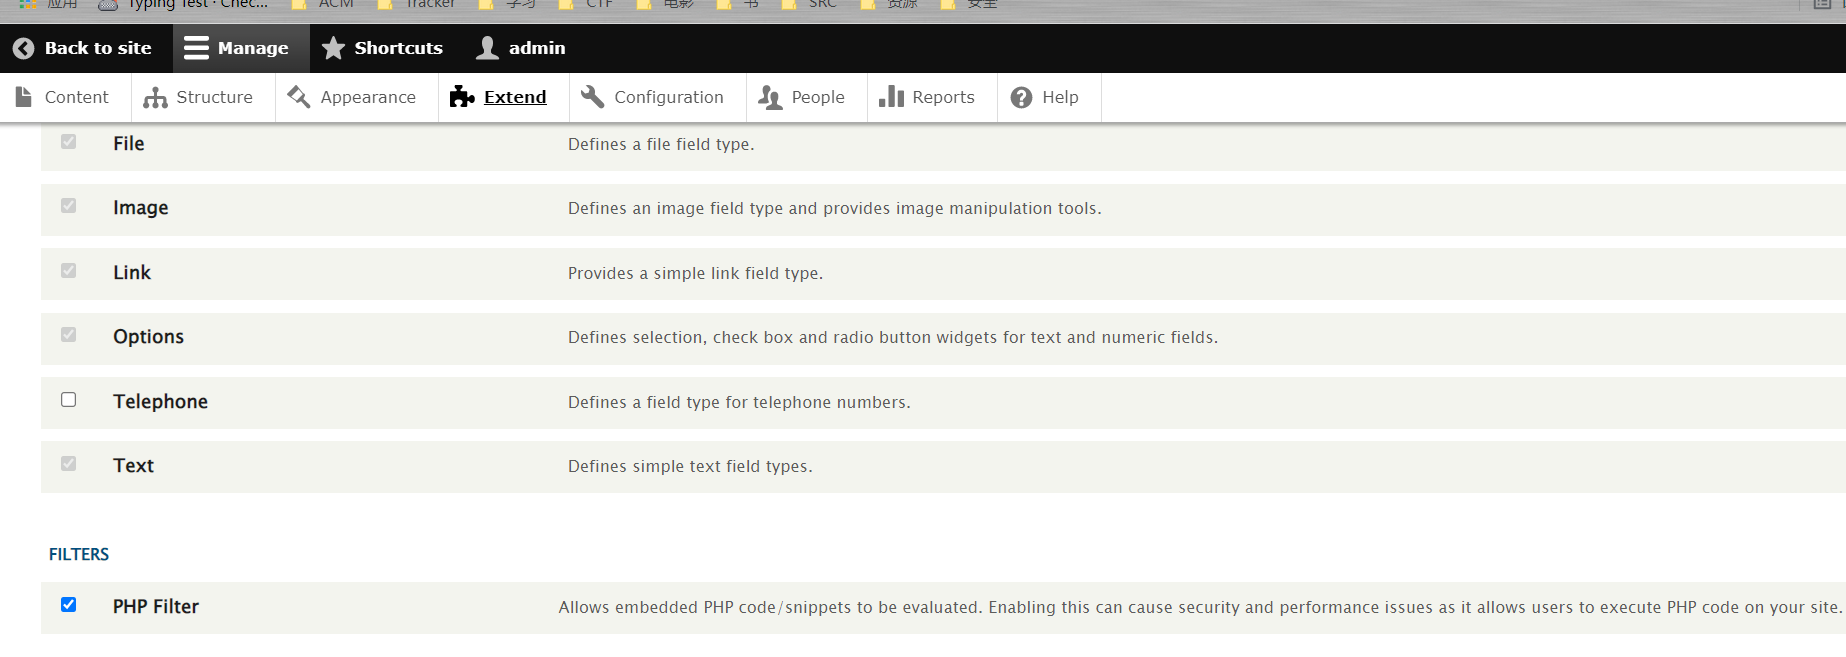 应用 Typing Test · Chec... ACM Tracker 学习 CTF 电影 书 SRC 资源 安全
Back to site Manage Shortcuts admin
Content Structure Appearance Extend Configuration People Reports Help
File Defines a file field type.
Image Defines an image field type and provides image manipulation tools.
Link Provides a simple link field type.
Options Defines selection, check box and radio button widgets for text and numeric fields.
Telephone Defines a field type for telephone numbers.
Text Defines simple text field types.
FILTERS
PHP Filter Allows embedded PHP code/snippets to be evaluated. Enabling this can cause security and performance issues as it allows users to execute PHP code on your site.